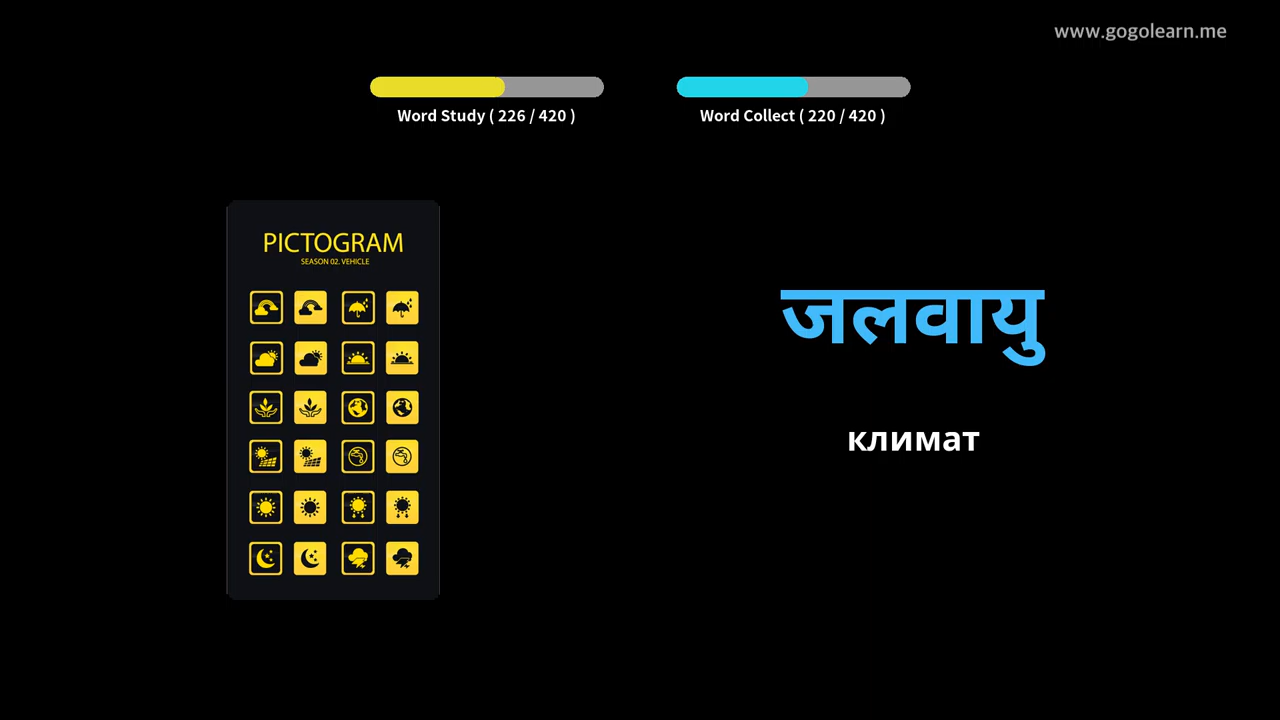 www.gogolearn.me
Word Study ( 226 / 420 )
Word Collect ( 220 / 420 )
PICTOGRAM
SEASON 02. VEHICLE
जलवायु
климат